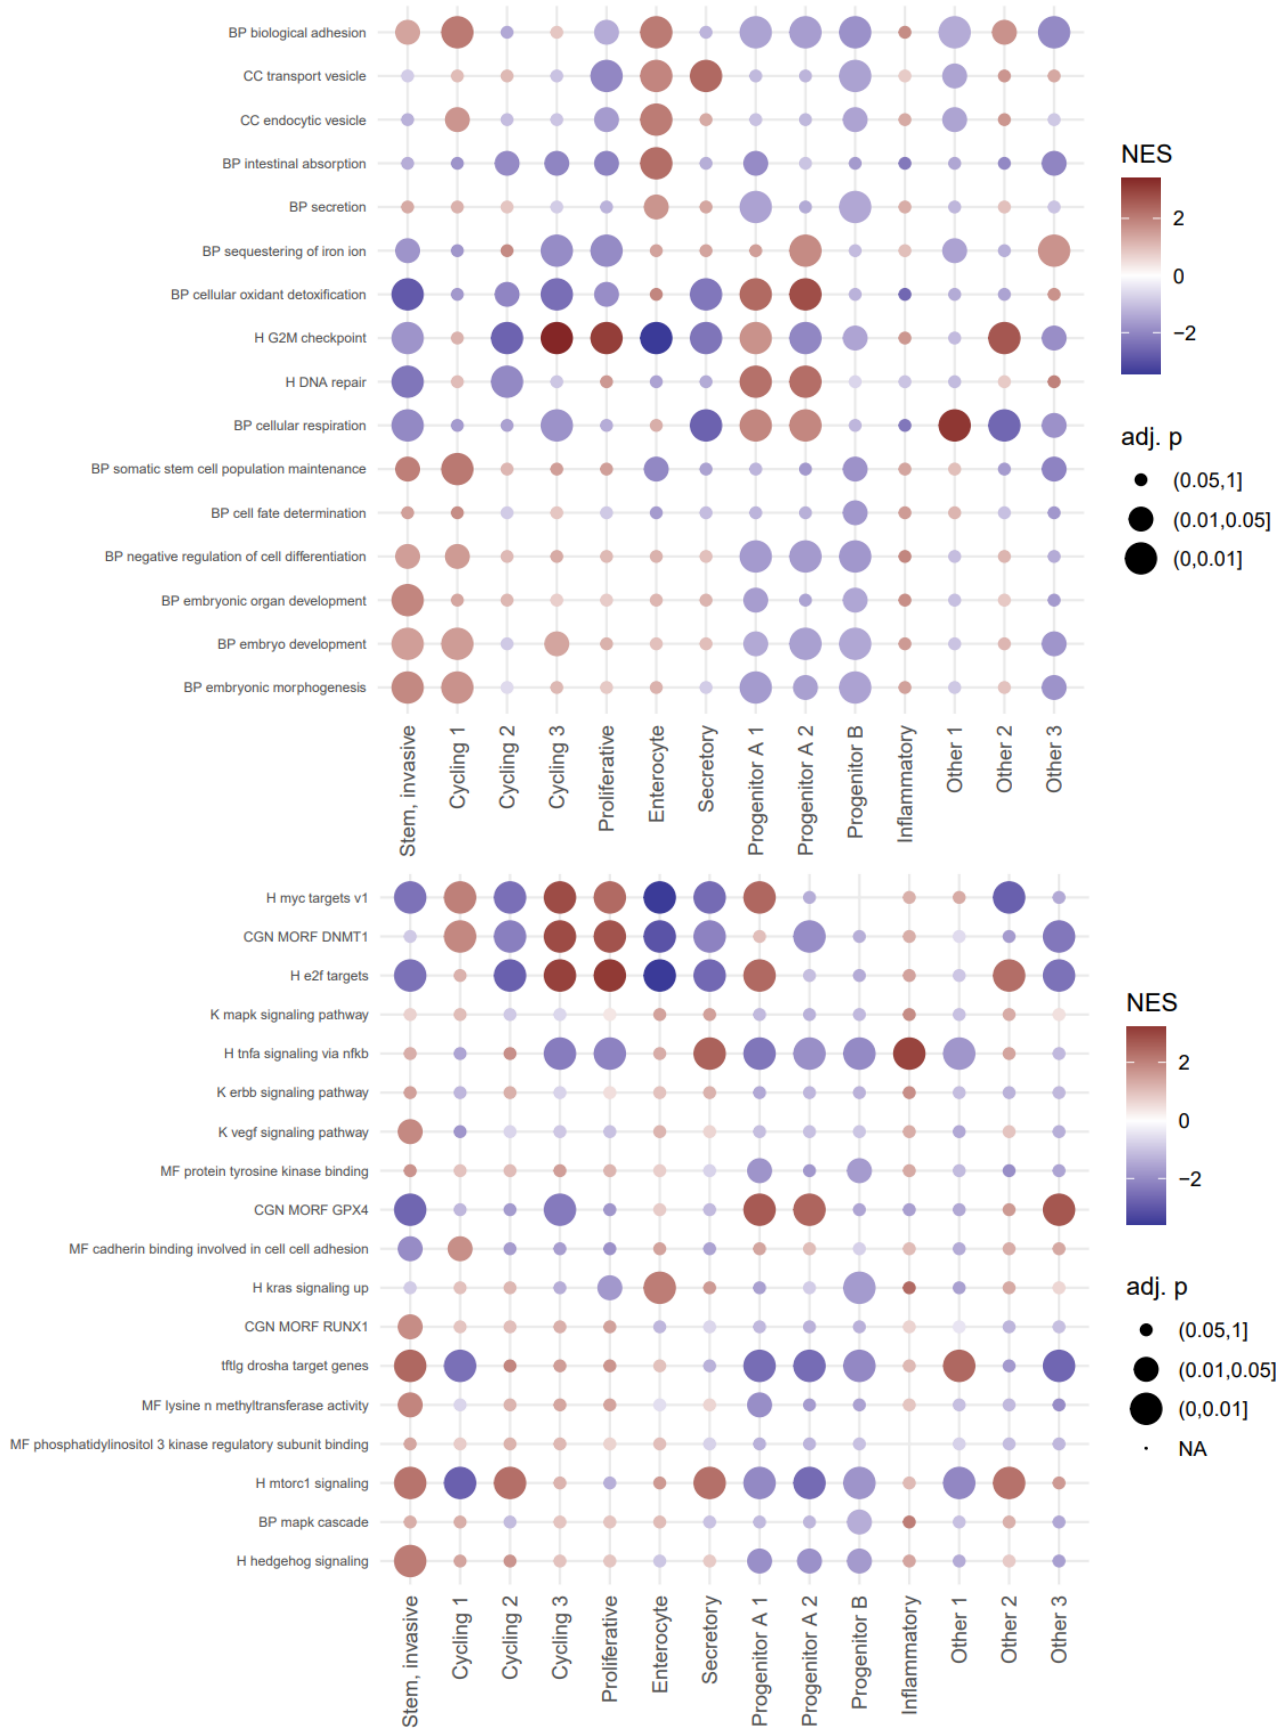 BP biological adhesion
CC transport vesicle
CC endocytic vesicle
BP intestinal absorption
BP secretion
BP sequestering of iron ion
BP cellular oxidant detoxification
H G2M checkpoint
H DNA repair
BP cellular respiration
BP somatic stem cell population maintenance
BP cell fate determination
BP negative regulation of cell differentiation
BP embryonic organ development
BP embryo development
BP embryonic morphogenesis
Stem, invasive
Cycling 1
Cycling 2
Cycling 3
Proliferative
Enterocyte
Secretory
Progenitor A 1
Progenitor A 2
Progenitor B
Inflammatory
Other 1
Other 2
Other 3
NES
2
0
−2
adj. p
(0.05,1]
(0.01,0.05]
(0,0.01]
H myc targets v1
CGN MORF DNMT1
H e2f targets
K mapk signaling pathway
H tnfa signaling via nfkb
K erbb signaling pathway
K vegf signaling pathway
MF protein tyrosine kinase binding
CGN MORF GPX4
MF cadherin binding involved in cell cell adhesion
H kras signaling up
CGN MORF RUNX1
tftlg drosha target genes
MF lysine n methyltransferase activity
MF phosphatidylinositol 3 kinase regulatory subunit binding
H mtorc1 signaling
BP mapk cascade
H hedgehog signaling
Stem, invasive
Cycling 1
Cycling 2
Cycling 3
Proliferative
Enterocyte
Secretory
Progenitor A 1
Progenitor A 2
Progenitor B
Inflammatory
Other 1
Other 2
Other 3
NES
2
0
−2
adj. p
(0.05,1]
(0.01,0.05]
(0,0.01]
NA